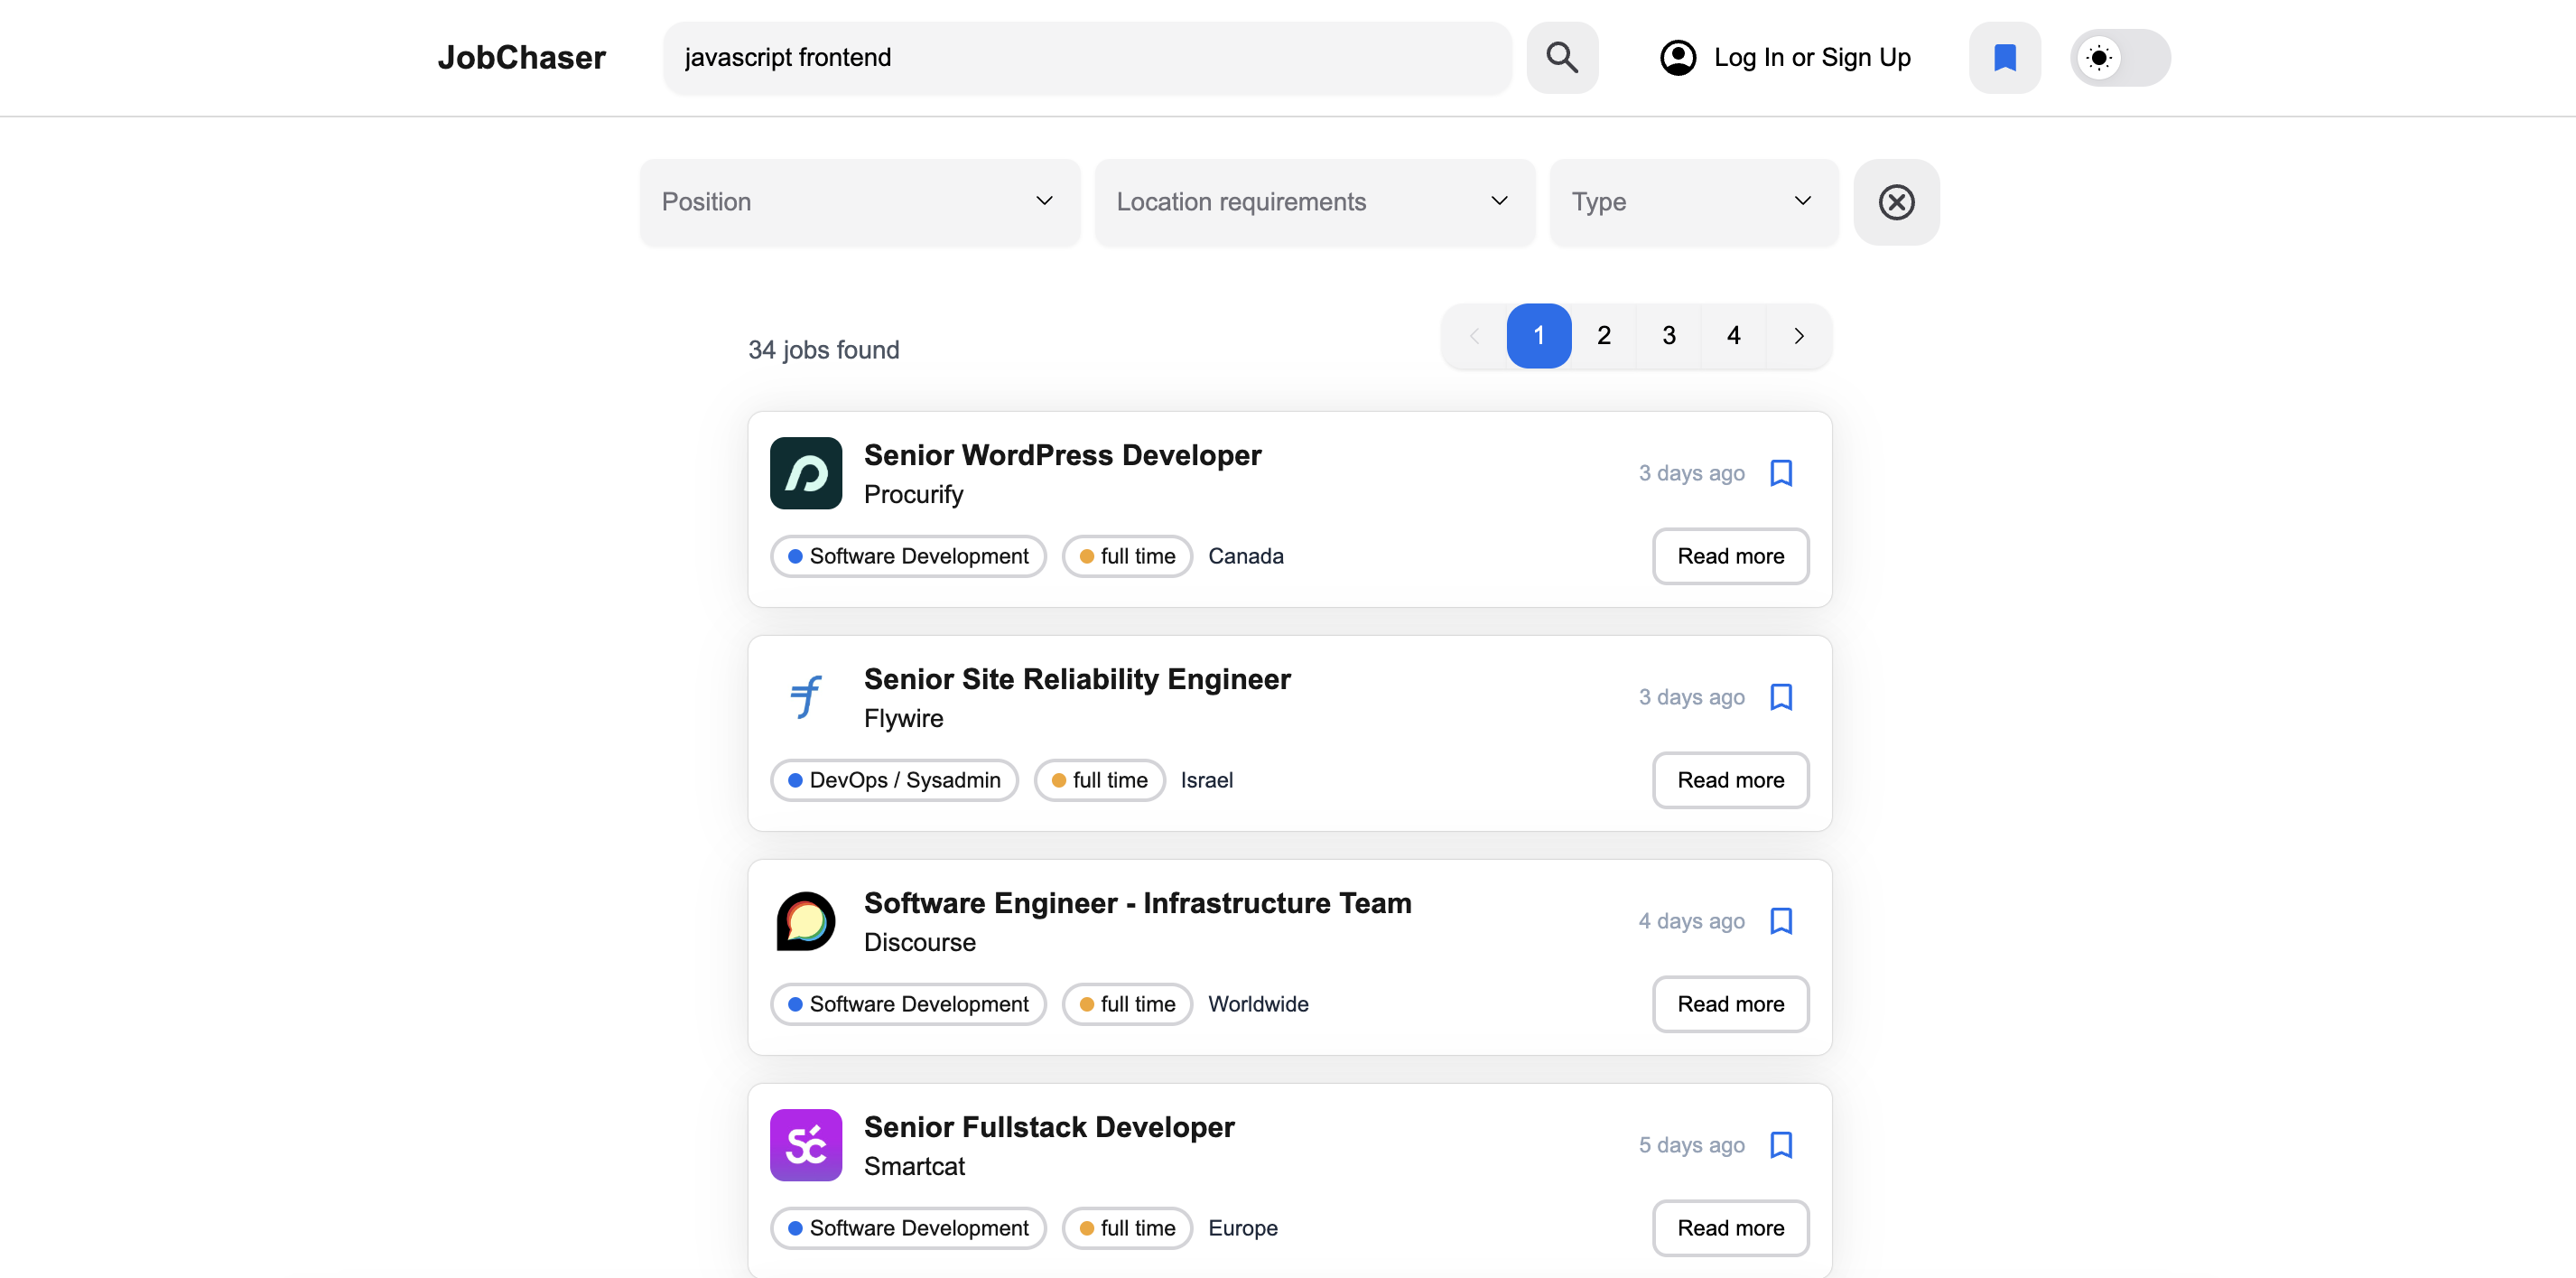 JobChaser
javascript frontend
Log In or Sign Up
Position
Location requirements
Type
34 jobs found
1 2 3 4
Senior WordPress Developer
Procurify
3 days ago
Software Development
full time
Canada
Read more
Senior Site Reliability Engineer
Flywire
3 days ago
DevOps / Sysadmin
full time
Israel
Read more
Software Engineer - Infrastructure Team
Discourse
4 days ago
Software Development
full time
Worldwide
Read more
SC
Senior Fullstack Developer
Smartcat
5 days ago
Software Development
full time
Europe
Read more